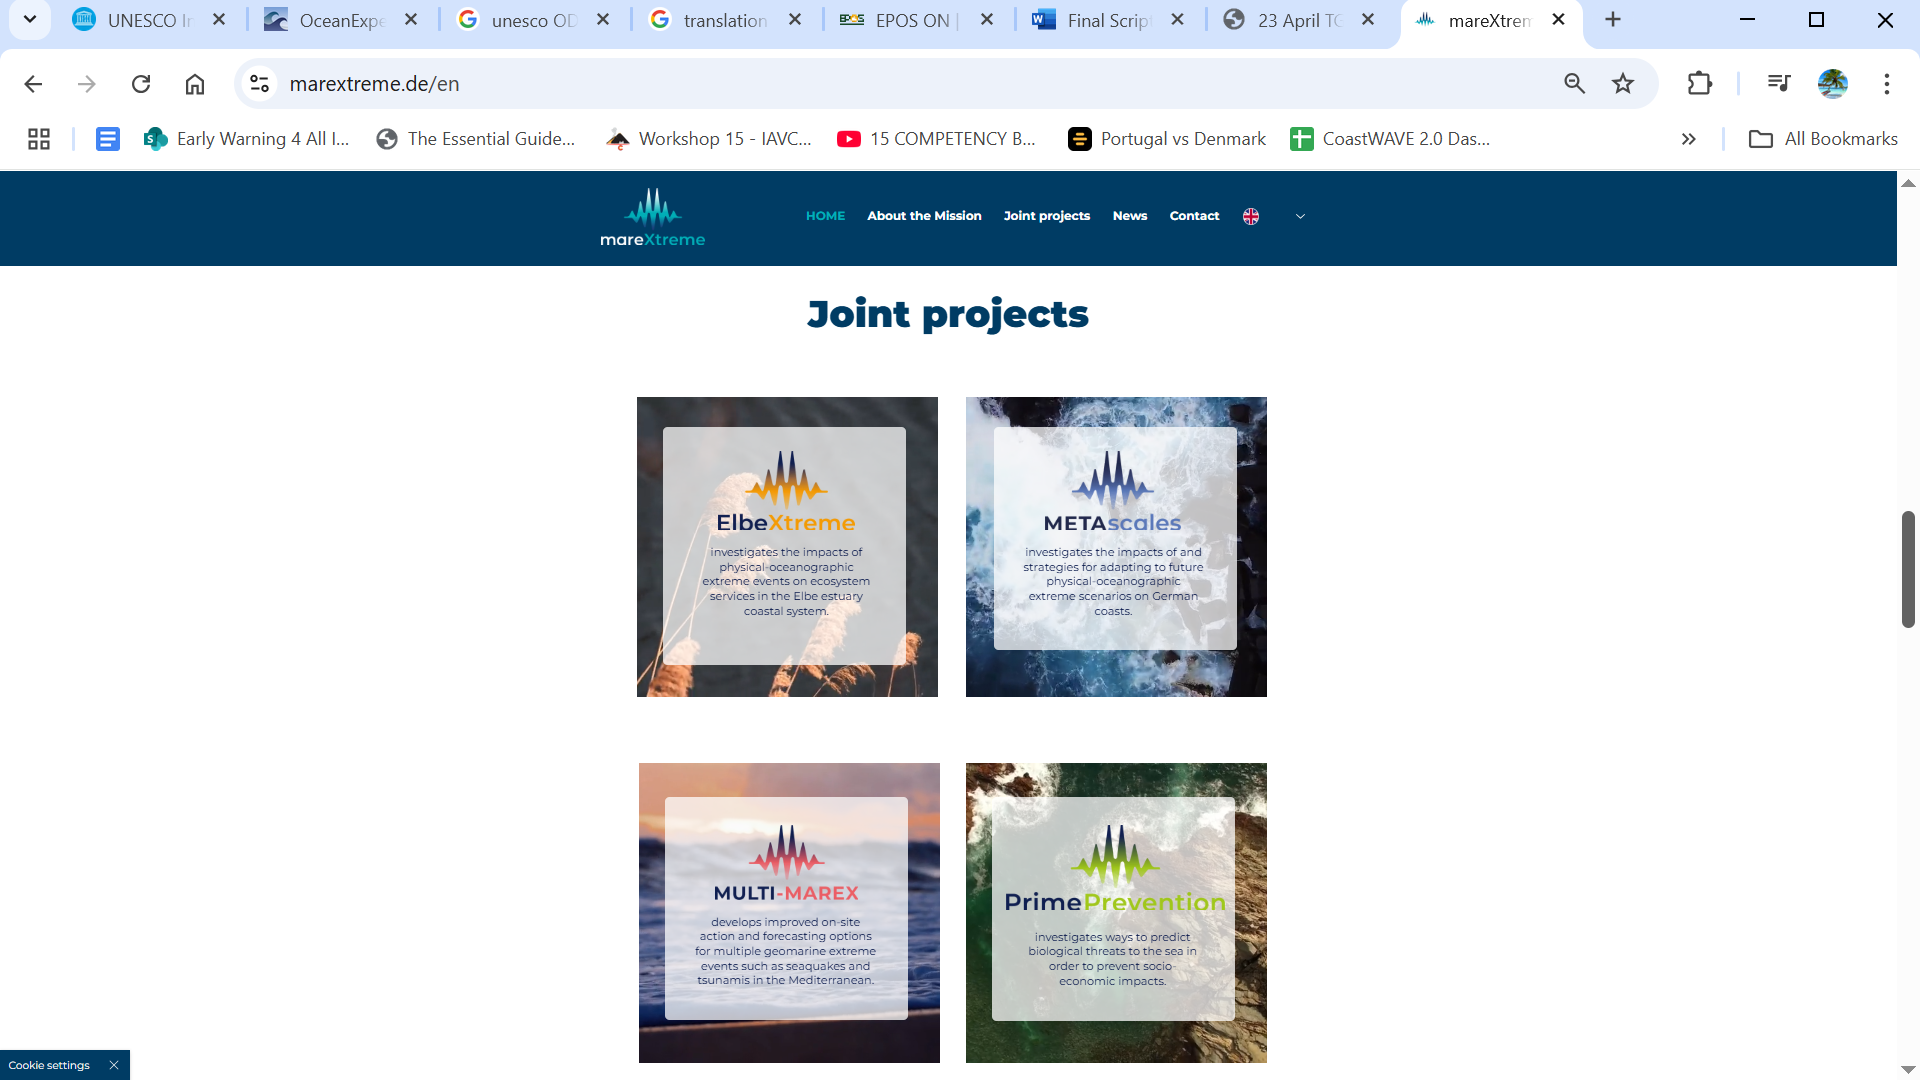 UNESCO In
OceanExpe
unesco OD
translation
EPOS ON |
Final Script
23 April TO
mareXtrem
marextreme.de/en
Early Warning 4 All I...
The Essential Guide...
Workshop 15 - IAVC...
15 COMPETENCY B...
Portugal vs Denmark
CoastWAVE 2.0 Das...
All Bookmarks
mareXtreme
HOME
About the Mission
Joint projects
News
Contact
Joint projects
ElbeXtreme
investigates the impacts of
physical-oceanographic
extreme events on ecosystem
services in the Elbe estuary
coastal system.
METAscales
investigates the impacts of and
strategies for adapting to future
physical-oceanographic
extreme scenarios on German
coasts.
MULTI-MAREX
develops improved on-site
action and forecasting options
for multiple geomarine extreme
events such as seaquakes and
tsunamis in the Mediterranean.
PrimePrevention
investigates ways to predict
biological threats to the sea in
order to prevent socio-
economic impacts.
Cookie settings